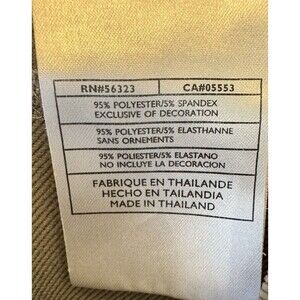 RN#56323 CA#05553
95% POLYESTER/5% SPANDEX
EXCLUSIVE OF DECORATION
95% POLYESTER/5% ELASTHANNE
SANS ORNEMENTS
95% POLIESTER/5% ELASTANO
NO INCLUYE LA DECORACION
FABRIQUE EN THAILANDE
HECHO EN TAILANDIA
MADE IN THAILAND